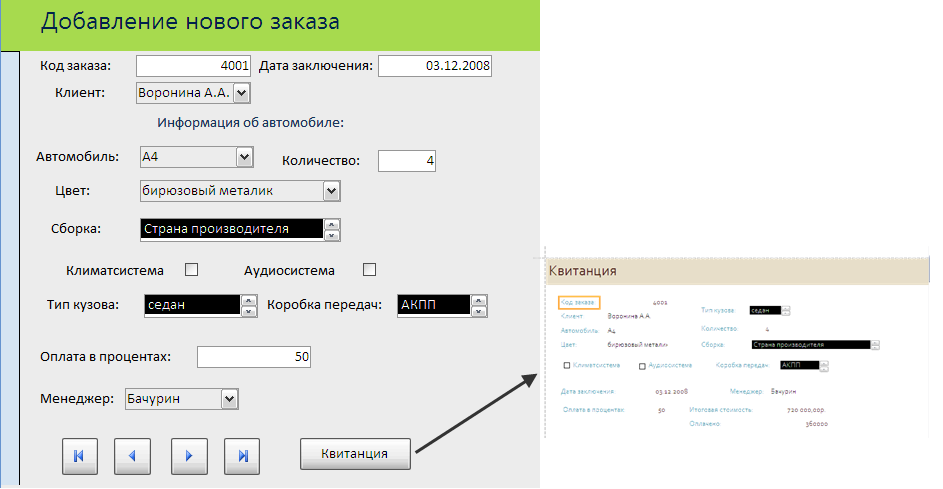 Добавление нового заказа
Код заказа: 4001 Дата заключения: 03.12.2008
Клиент: Воронина А.А.
Информация об автомобиле:
Автомобиль: А4 Количество: 4
Цвет: бирюзовый металик
Сборка: Страна производителя
Климатсистема Аудиосистема
Тип кузова: седан Коробка передач: АКПП
Оплата в процентах: 50
Менеджер: Бачурин
Квитанция
Квитанция
Код заказа 4001 Тип кузова: седан
Клиент Воронина А.А.
Автомобиль: А4 Количество: 4
Цвет: бирюзовый металик Сборка: Страна производителя
Климатсистема Аудиосистема Коробка передач: АКПП
Дата заключения 03.12.2008 Менеджер: Бачурин
Оплата в процентах: 50 Итоговая стоимость: 720 000,00р.
Оплачено: 360000